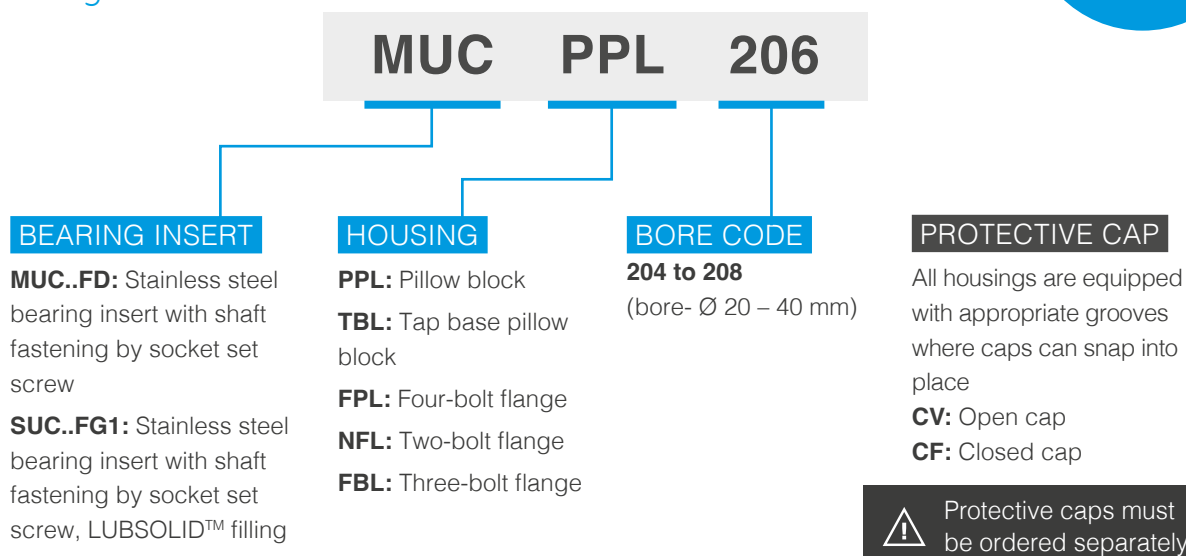 MUC PPL 206
BEARING INSERT
MUC..FD: Stainless steel
bearing insert with shaft
fastening by socket set
screw
SUC..FG1: Stainless steel
bearing insert with shaft
fastening by socket set
screw, LUBSOLID™ filling
HOUSING
PPL: Pillow block
TBL: Tap base pillow
block
FPL: Four-bolt flange
NFL: Two-bolt flange
FBL: Three-bolt flange
BORE CODE
204 to 208
(bore- Ø 20 – 40 mm)
PROTECTIVE CAP
All housings are equipped
with appropriate grooves
where caps can snap into
place
CV: Open cap
CF: Closed cap
Protective caps must
be ordered separately